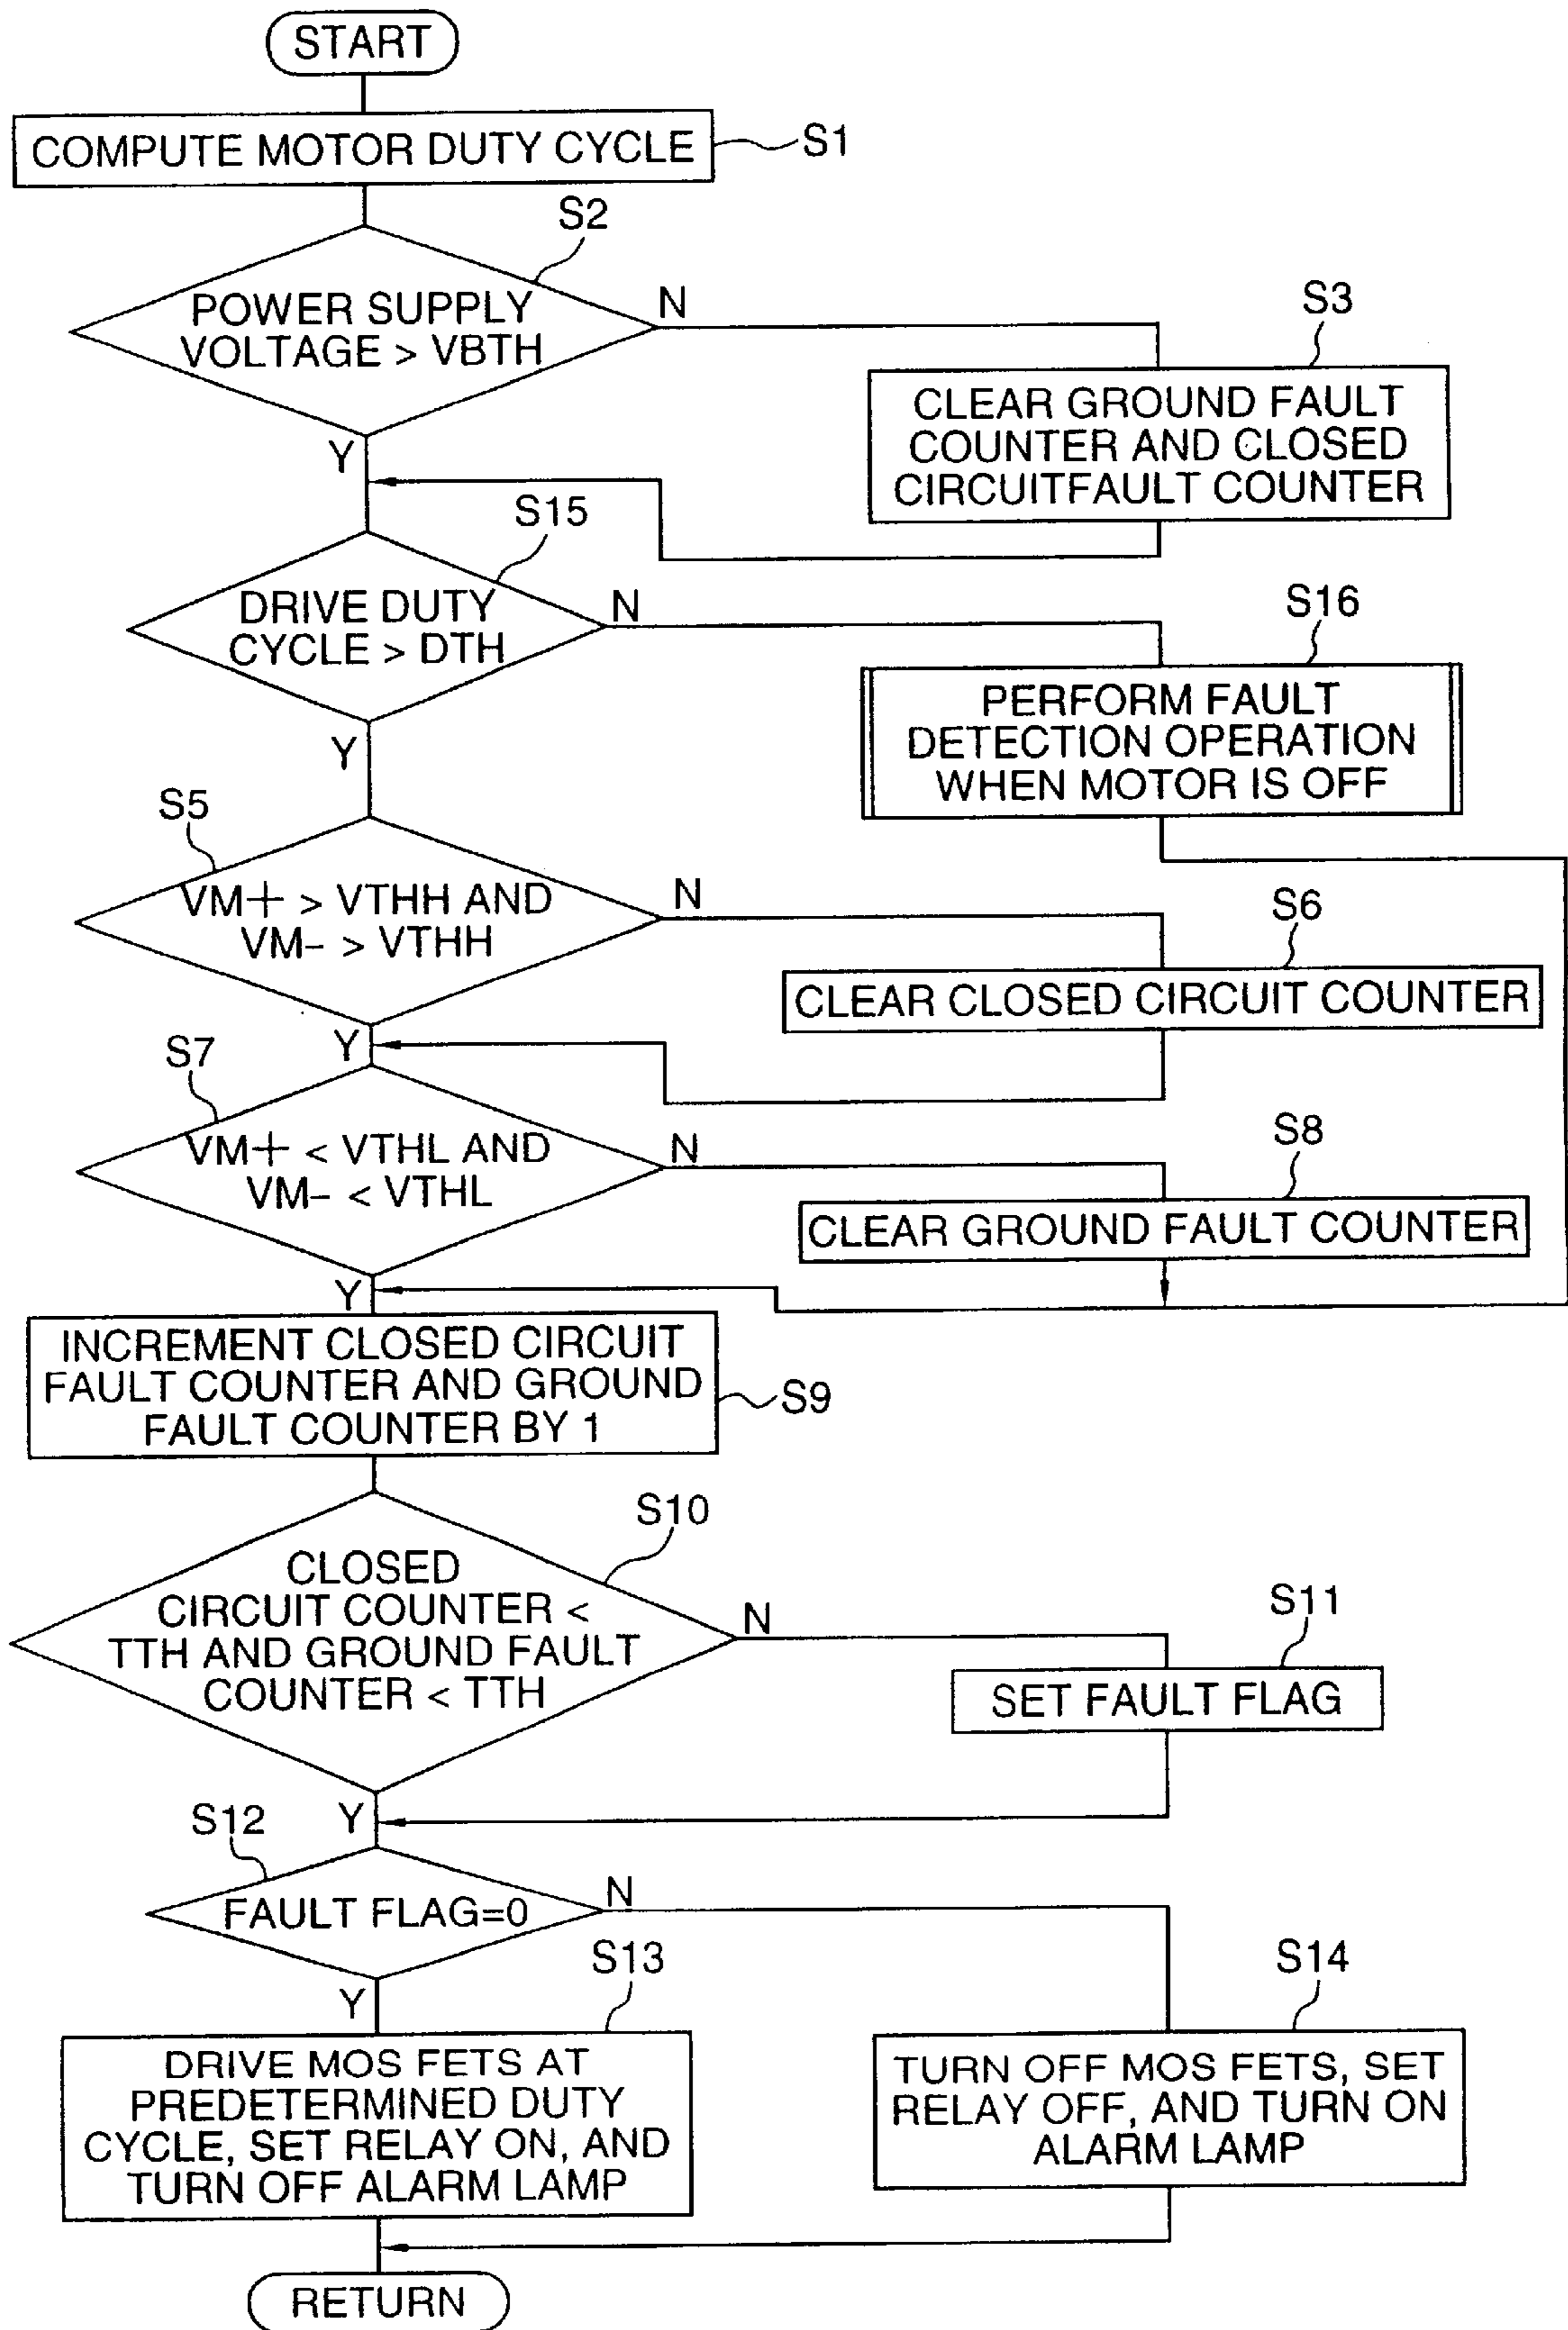 START
COMPUTE MOTOR DUTY CYCLE
S1
S2
POWER SUPPLY
VOLTAGE > VBTH
N
Y
S3
CLEAR GROUND FAULT
COUNTER AND CLOSED
CIRCUITFAULT COUNTER
S15
DRIVE DUTY
CYCLE > DTH
N
Y
S16
PERFORM FAULT
DETECTION OPERATION
WHEN MOTOR IS OFF
S5
VM+ > VTHH AND
VM- > VTHH
N
Y
S6
CLEAR CLOSED CIRCUIT COUNTER
S7
VM+ < VTHL AND
VM- < VTHL
N
Y
S8
CLEAR GROUND FAULT COUNTER
INCREMENT CLOSED CIRCUIT
FAULT COUNTER AND GROUND
FAULT COUNTER BY 1
S9
S10
CLOSED
CIRCUIT COUNTER <
TTH AND GROUND FAULT
COUNTER < TTH
N
Y
S11
SET FAULT FLAG
S12
FAULT FLAG=0
N
Y
S13
DRIVE MOS FETS AT
PREDETERMINED DUTY
CYCLE, SET RELAY ON, AND
TURN OFF ALARM LAMP
S14
TURN OFF MOS FETS, SET
RELAY OFF, AND TURN ON
ALARM LAMP
RETURN